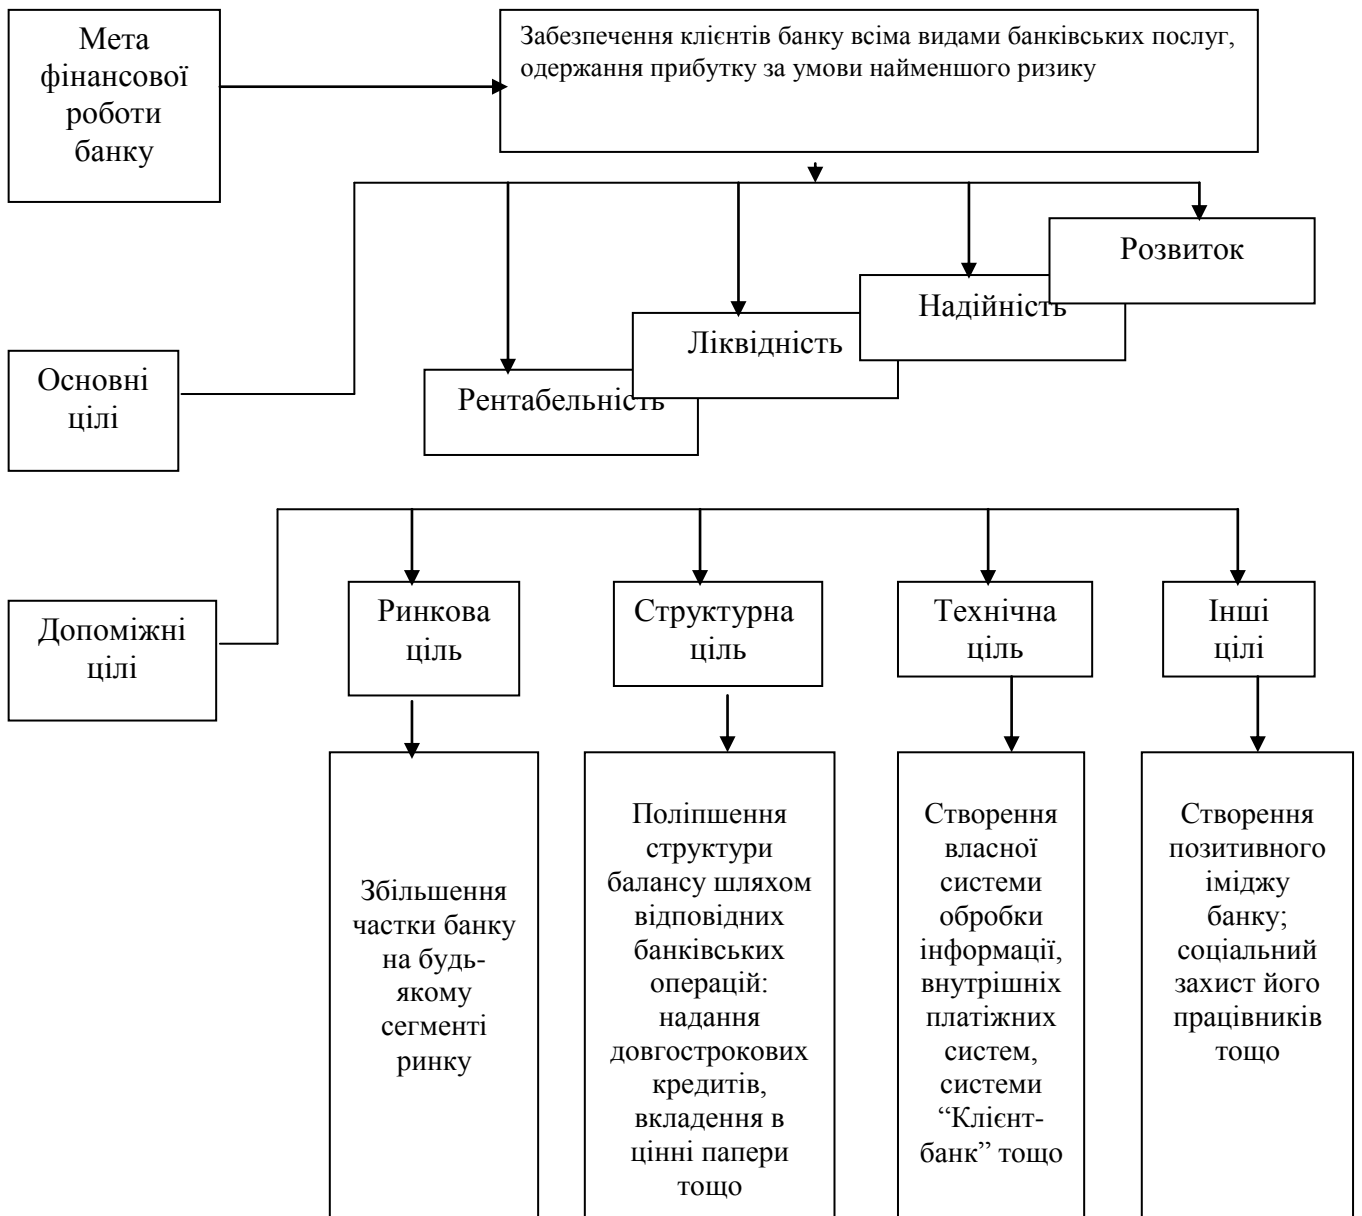 Мета
фінансової
роботи
банку
Забезпечення клієнтів банку всіма видами банківських послуг,
одержання прибутку за умови найменшого ризику
Розвиток
Надійність
Ліквідність
Рентабельність
Основні
цілі
Допоміжні
цілі
Ринкова
ціль
Структурна
ціль
Технічна
ціль
Інші
цілі
Збільшення
частки банку
на будь-
якому
сегменті
ринку
Поліпшення
структури
балансу шляхом
відповідних
банківських
операцій:
надання
довгострокових
кредитів,
вкладення в
цінні папери
тощо
Створення
власної
системи
обробки
інформації,
внутрішніх
платіжних
систем,
системи
“Клієнт-
банк” тощо
Створення
позитивного
іміджу
банку;
соціальний
захист його
працівників
тощо